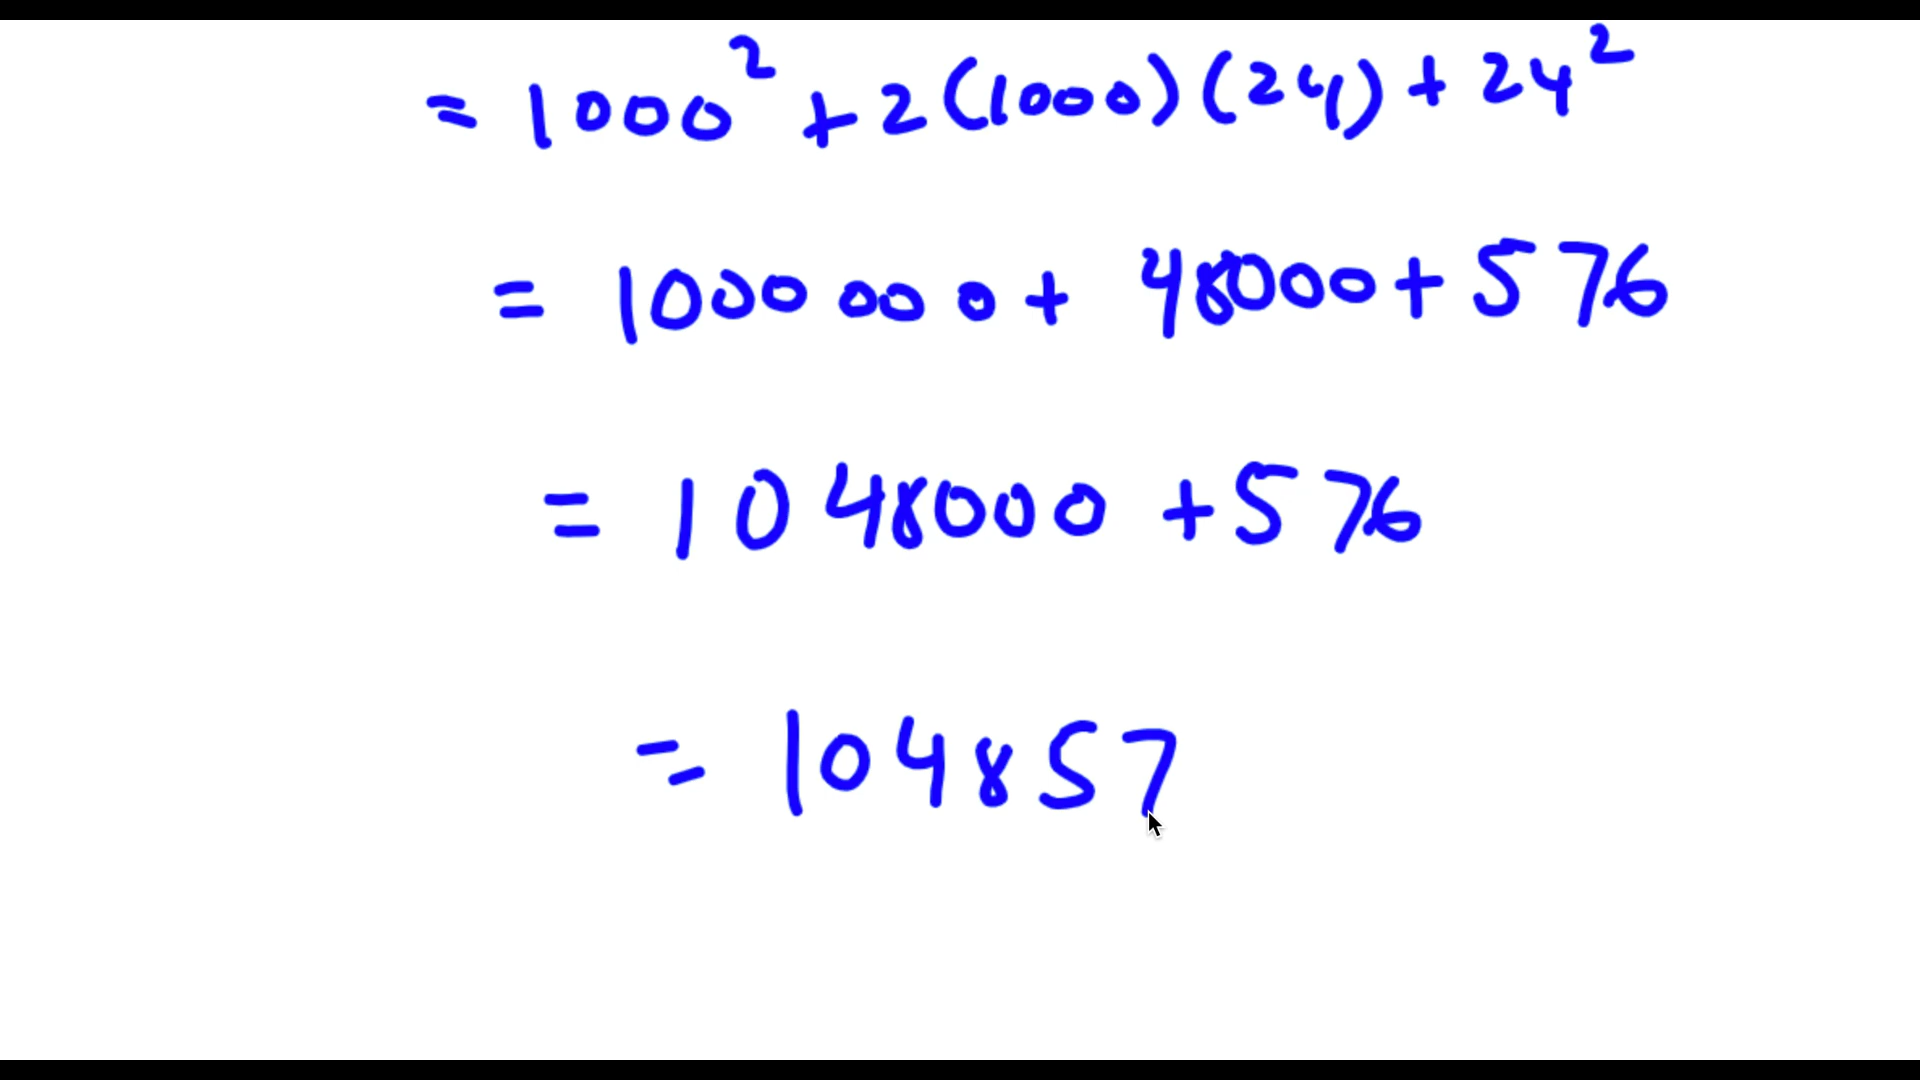 = 1000² + 2(1000)(24) + 24²
= 1000000 + 48000 + 576
= 1048000 + 576
= 104857